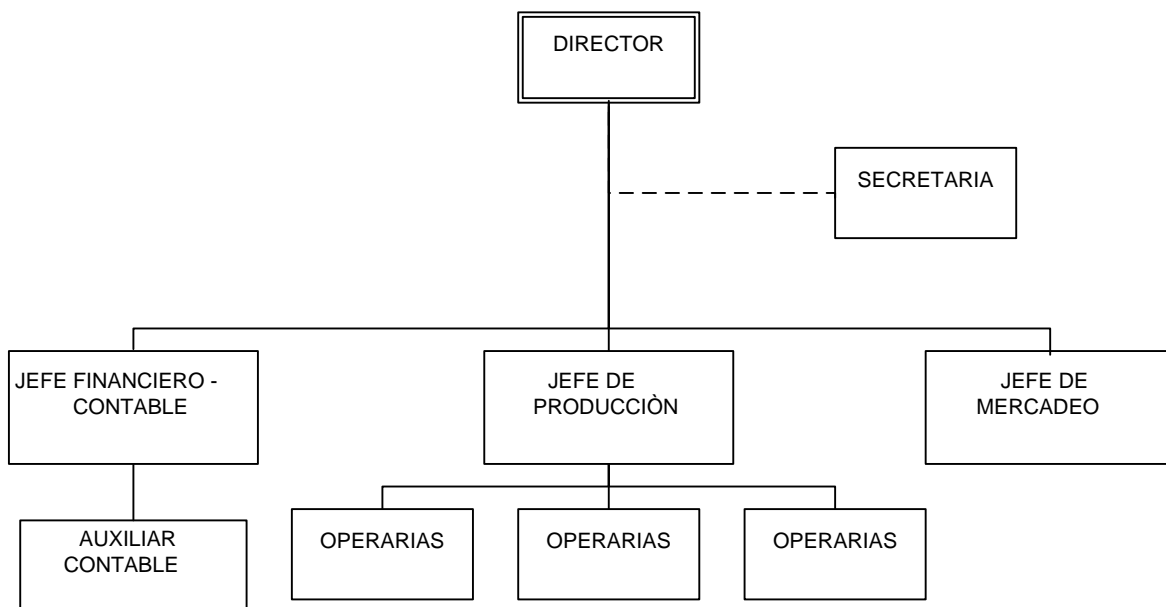 DIRECTOR
SECRETARIA
JEFE FINANCIERO -
CONTABLE
JEFE DE
PRODUCCIÒN
JEFE DE
MERCADEO
AUXILIAR
CONTABLE
OPERARIAS
OPERARIAS
OPERARIAS